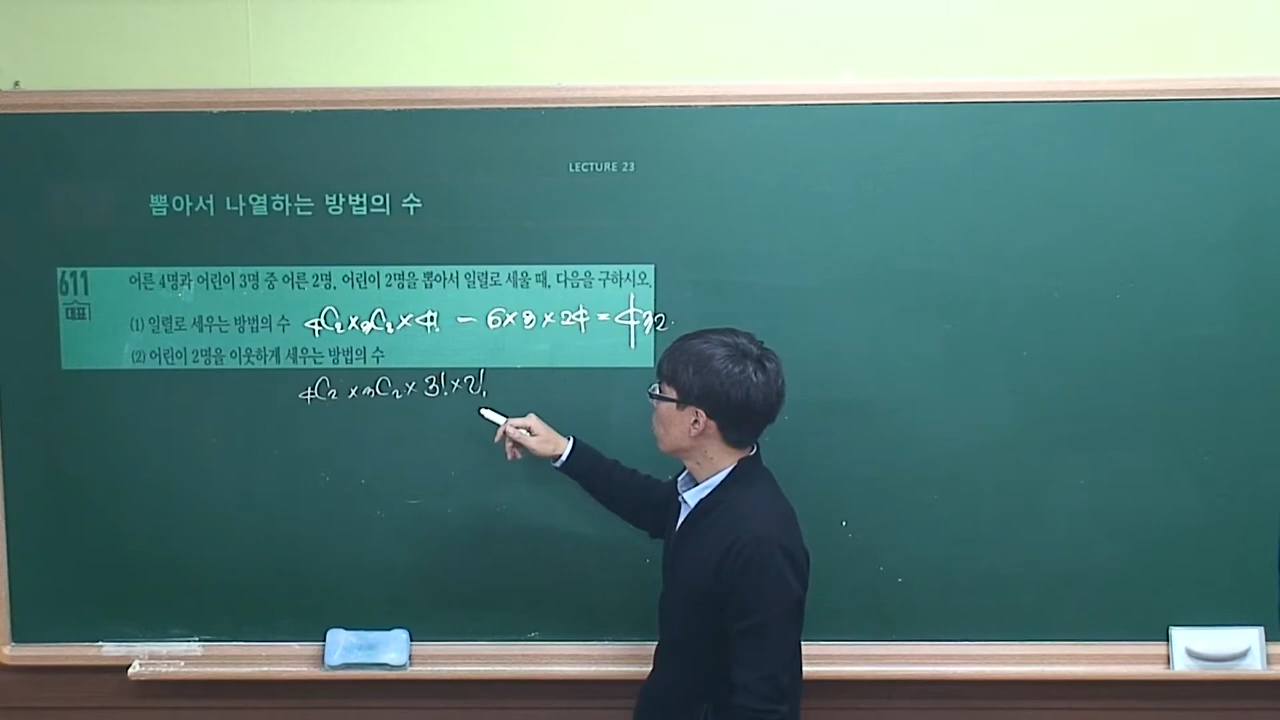 LECTURE 23
뽑아서 나열하는 방법의 수
611 어른 4명과 어린이 3명 중 어른 2명, 어린이 2명을 뽑아서 일렬로 세울 때, 다음을 구하시오.
대표
(1) 일렬로 세우는 방법의 수 ₄C₂×₃C₂×4! = 6×3×24=432.
(2) 어린이 2명을 이웃하게 세우는 방법의 수
₄C₂×₃C₂×3!×2!